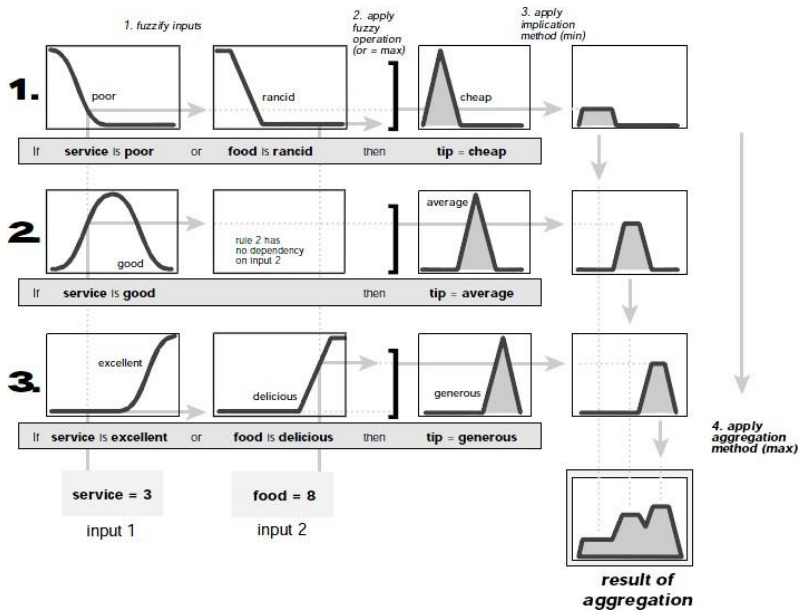 1. fuzzify inputs
2. apply
fuzzy
operation
(or = max)
3. apply
implication
method (min)
1.
poor
rancid
cheap
If service is poor or food is rancid then tip = cheap
2.
good
rule 2 has
no dependency
on input 2
average
If service is good then tip = average
3.
excellent
delicious
generous
If service is excellent or food is delicious then tip = generous
4. apply
aggregation
method (max)
service = 3
food = 8
input 1
input 2
result of
aggregation